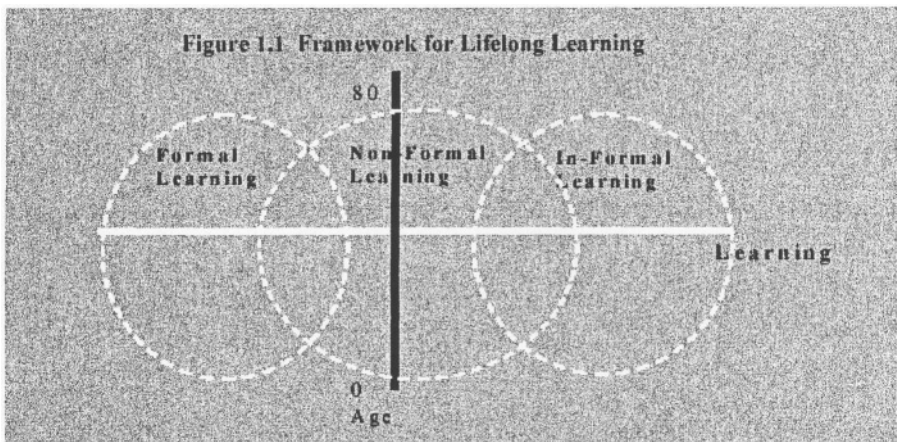 Figure 1.1 Framework for Lifelong Learning
80
Formal
Learning
Non-Formal
Learning
In-Formal
Learning
Learning
0
Age